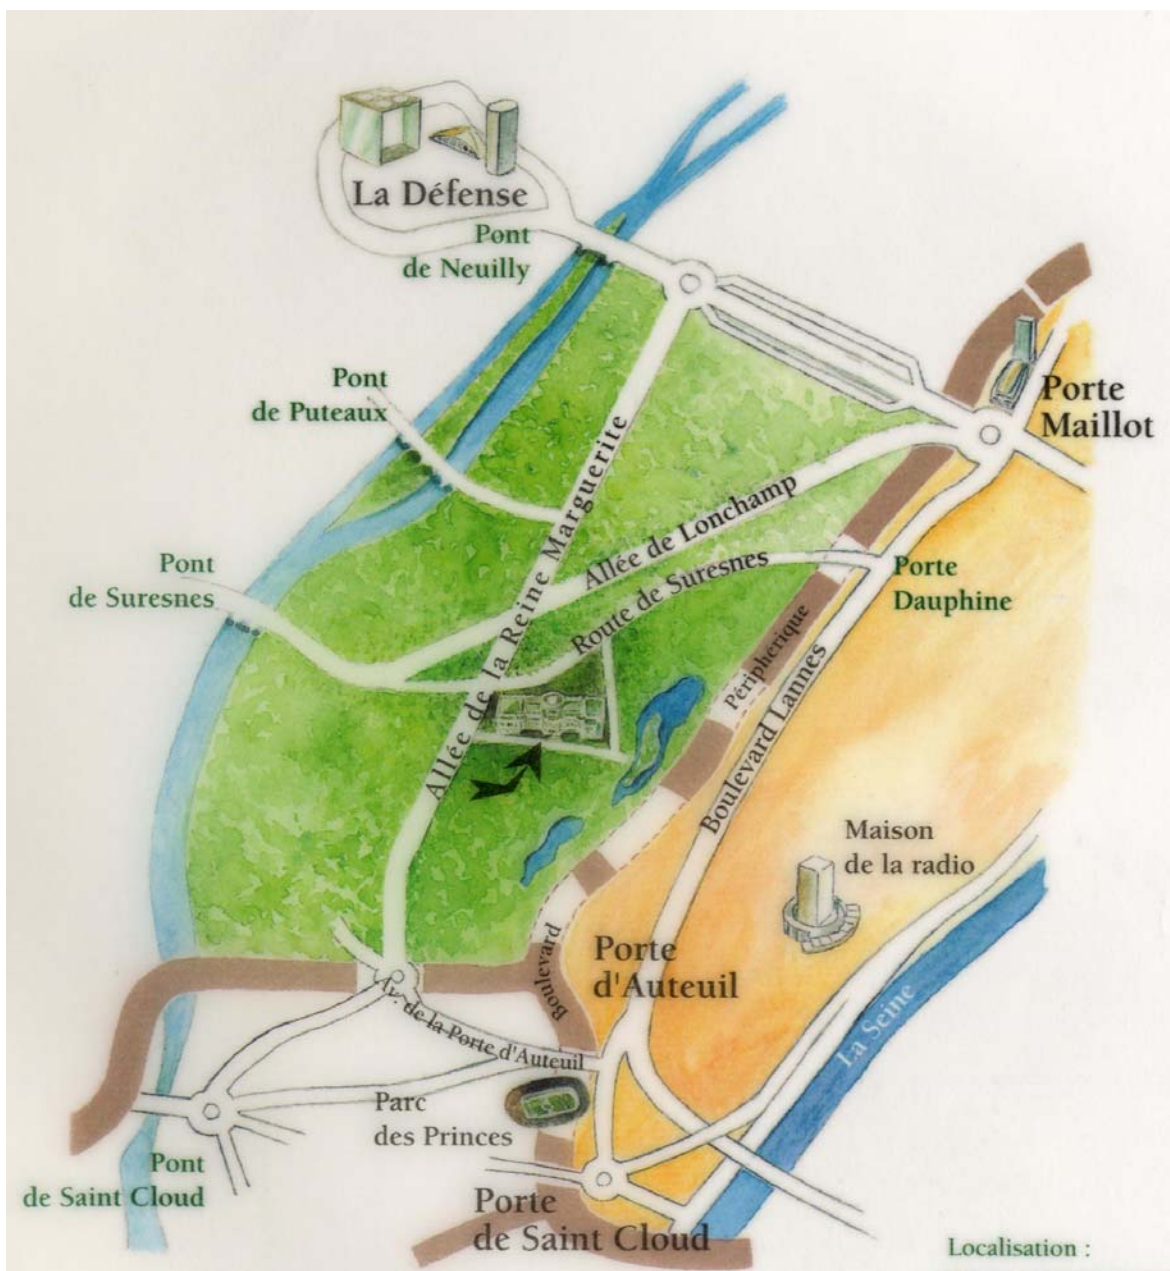 La Défense
Pont
de Neuilly
Pont
de Puteaux
Porte
Maillot
Allée de la Reine Marguerite
Allée de Lonchamp
Route de Suresnes
Pont
de Suresnes
Porte
Dauphine
Périphérique
Boulevard Lannes
Maison
de la radio
Porte
d'Auteuil
Boulevard
Av. de la Porte d'Auteuil
La Seine
Parc
des Princes
Pont
de Saint Cloud
Porte
de Saint Cloud
Localisation :